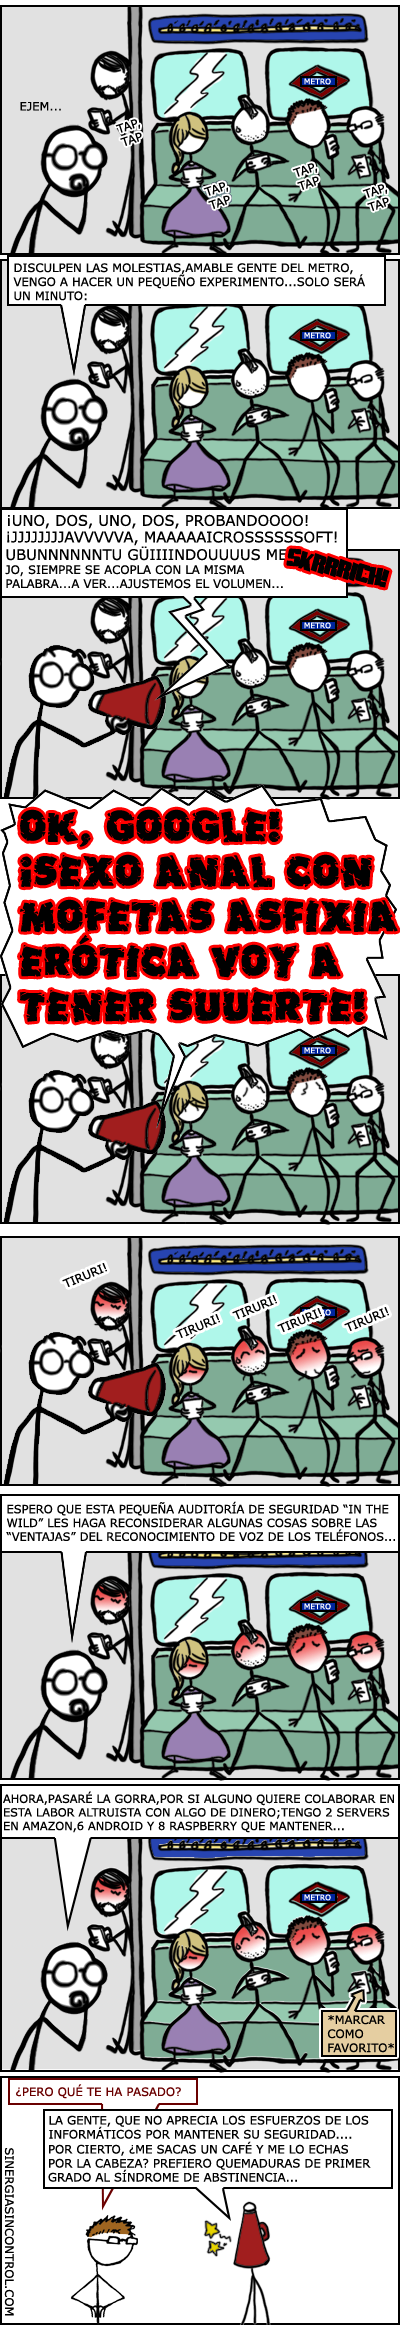 METRO
EJEM...
TAP,
TAP
TAP,
TAP
TAP,
TAP
TAP,
TAP
DISCULPEN LAS MOLESTIAS,AMABLE GENTE DEL METRO,
VENGO A HACER UN PEQUEÑO EXPERIMENTO...SOLO SERÁ
UN MINUTO:
METRO
¡UNO, DOS, UNO, DOS, PROBANDOOOO!
¡JJJJJJJJAVVVVVA, MAAAAAICROSSSSSSOFT!
UBUNNNNNNTU GÜIIIINDOUUUUS ME
SKRRRICH!
JO, SIEMPRE SE ACOPLA CON LA MISMA
PALABRA...A VER...AJUSTEMOS EL VOLUMEN...
METRO
OK, GOOGLE!
¡SEXO ANAL CON
MOFETAS ASFIXIA
ERÓTICA VOY A
TENER SUUERTE!
METRO
TIRURI!
TIRURI!
TIRURI!
TIRURI!
TIRURI!
ESPERO QUE ESTA PEQUEÑA AUDITORÍA DE SEGURIDAD “IN THE
WILD” LES HAGA RECONSIDERAR ALGUNAS COSAS SOBRE LAS
“VENTAJAS” DEL RECONOCIMIENTO DE VOZ DE LOS TELÉFONOS...
METRO
AHORA,PASARÉ LA GORRA,POR SI ALGUNO QUIERE COLABORAR EN
ESTA LABOR ALTRUISTA CON ALGO DE DINERO;TENGO 2 SERVERS
EN AMAZON,6 ANDROID Y 8 RASPBERRY QUE MANTENER...
METRO
*MARCAR
COMO
FAVORITO*
¿PERO QUÉ TE HA PASADO?
LA GENTE, QUE NO APRECIA LOS ESFUERZOS DE LOS
INFORMÁTICOS POR MANTENER SU SEGURIDAD....
POR CIERTO, ¿ME SACAS UN CAFÉ Y ME LO ECHAS
POR LA CABEZA? PREFIERO QUEMADURAS DE PRIMER
GRADO AL SÍNDROME DE ABSTINENCIA...
SINERGIASINCONTROL.COM